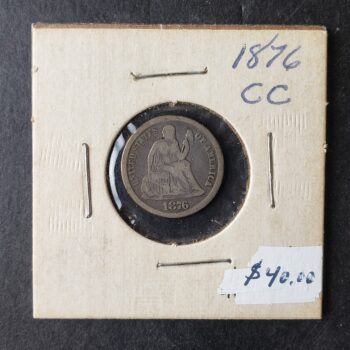 1876
CC
UNITED STATES OF AMERICA
1876
$40.00